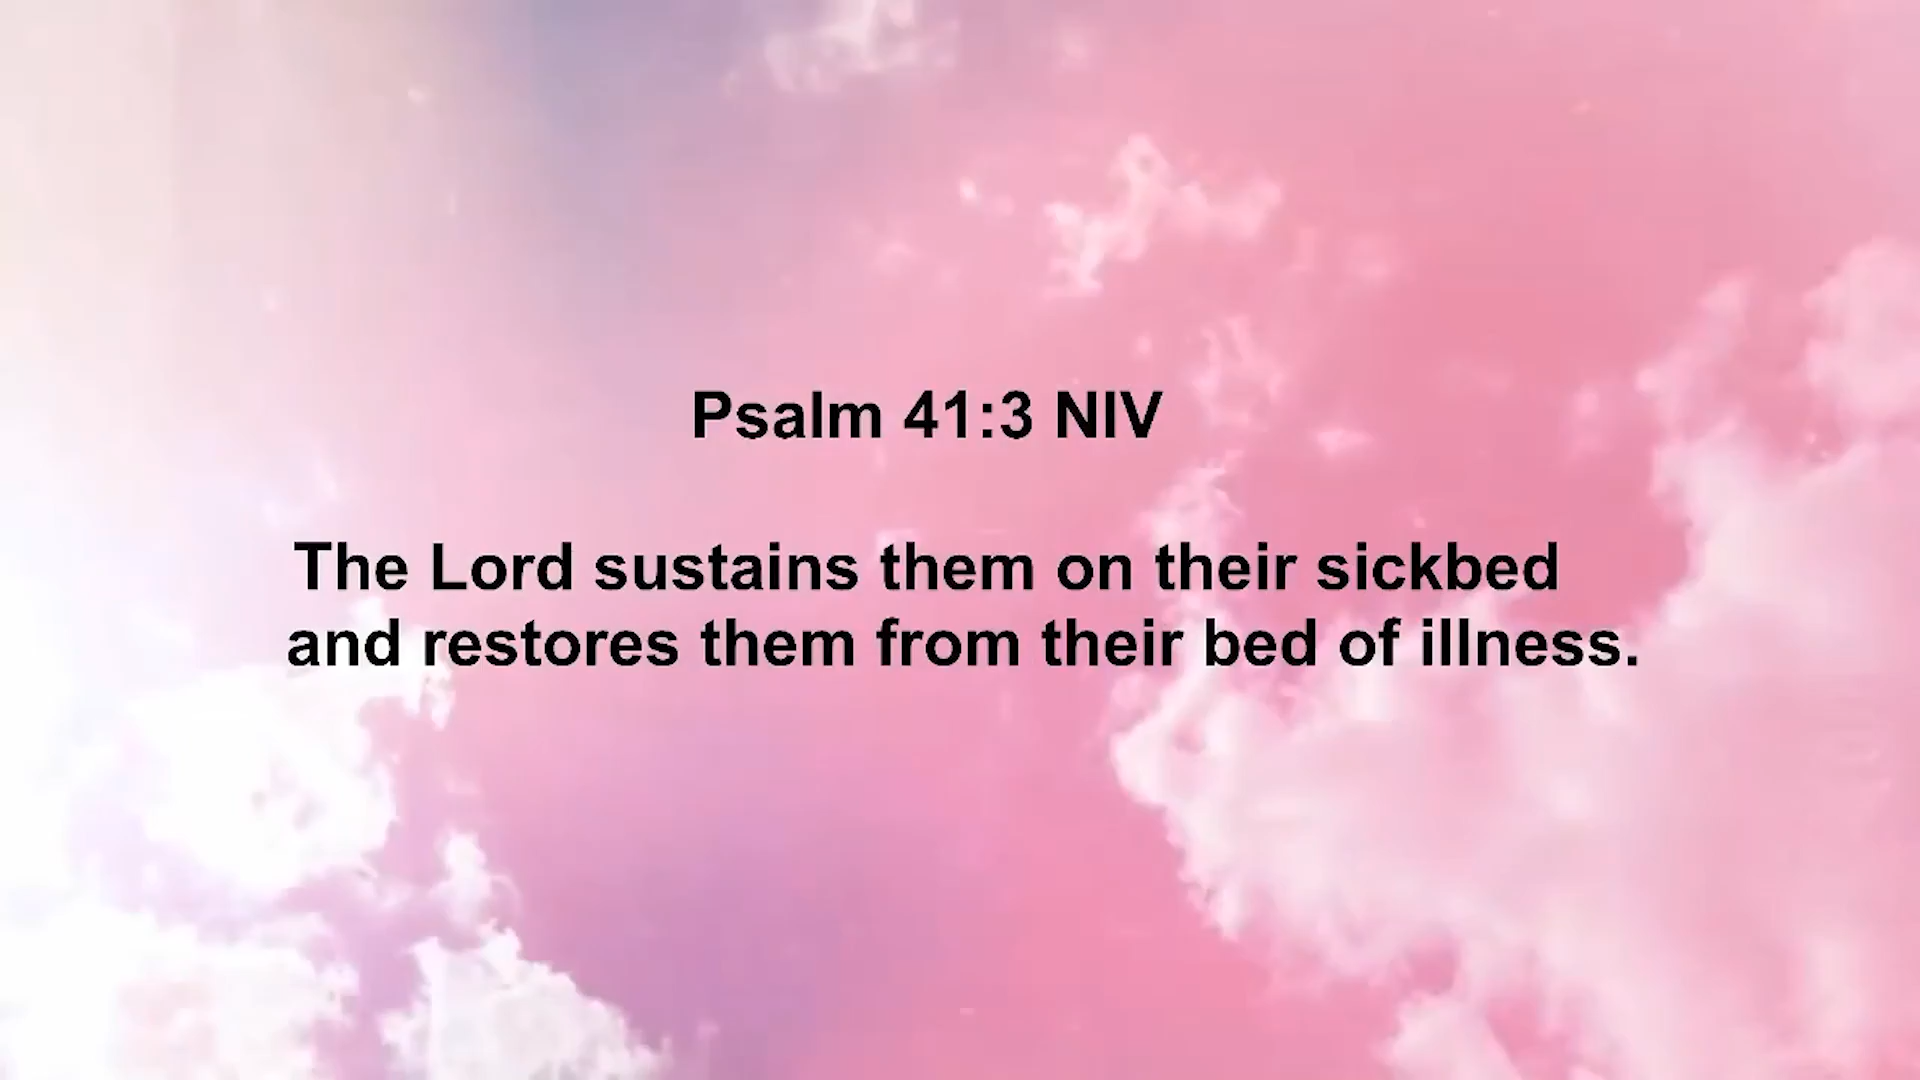 Psalm 41:3 NIV
The Lord sustains them on their sickbed
and restores them from their bed of illness.